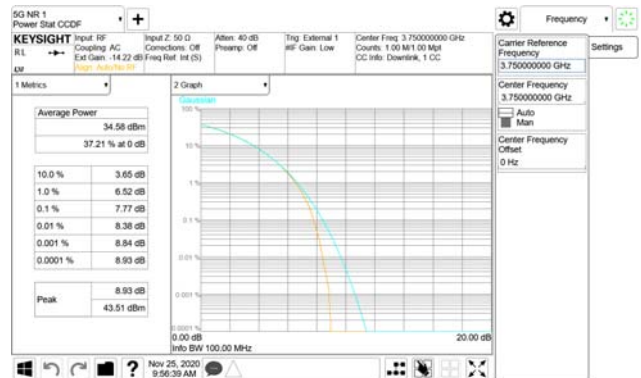 5G NR 1
Power Stat CCDF
Frequency
KEYSIGHT
RL
Input: RF
Coupling: AC
Ext Gain: -14.22 dB
Align: Auto/No RF
Input Z: 50 Ω
Corrections: Off
Freq Ref: Int (S)
Atten: 40 dB
Preamp: Off
Trig: External 1
#IF Gain: Low
Center Freq: 3.750000000 GHz
Counts: 1.00 M/1.00 Mpt
CC Info: Downlink, 1 CC
Carrier Reference
Frequency
3.750000000 GHz
Settings
Center Frequency
3.750000000 GHz
Auto
Man
Center Frequency
Offset
0 Hz
1 Metrics
Average Power
34.58 dBm
37.21 % at 0 dB
10.0 % 3.65 dB
1.0 % 6.52 dB
0.1 % 7.77 dB
0.01 % 8.38 dB
0.001 % 8.84 dB
0.0001 % 8.93 dB
Peak
8.93 dB
43.51 dBm
2 Graph
Gaussian
100 %
10 %
1 %
0.1 %
0.01 %
0.001 %
0.0001 %
0.00 dB 20.00 dB
Info BW 100.00 MHz
Nov 25, 2020
9:56:39 AM